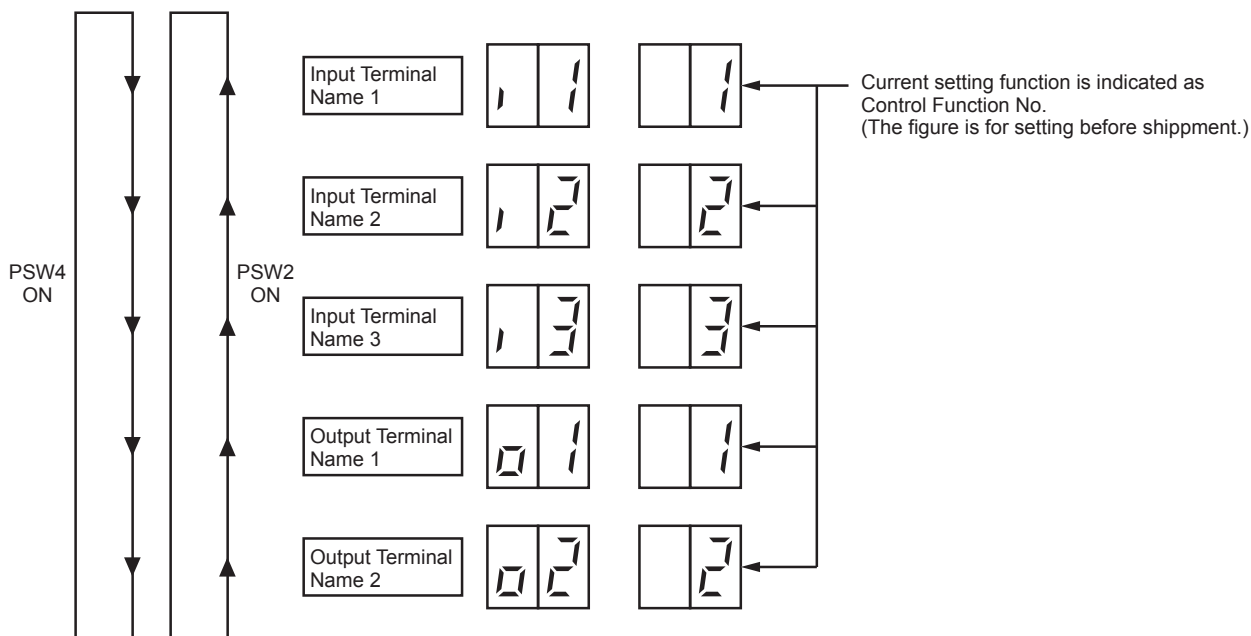 PSW4
ON
PSW2
ON
Input Terminal
Name 1
i 1
1
Current setting function is indicated as
Control Function No.
(The figure is for setting before shippment.)
Input Terminal
Name 2
i 2
2
Input Terminal
Name 3
i 3
3
Output Terminal
Name 1
o 1
1
Output Terminal
Name 2
o 2
2